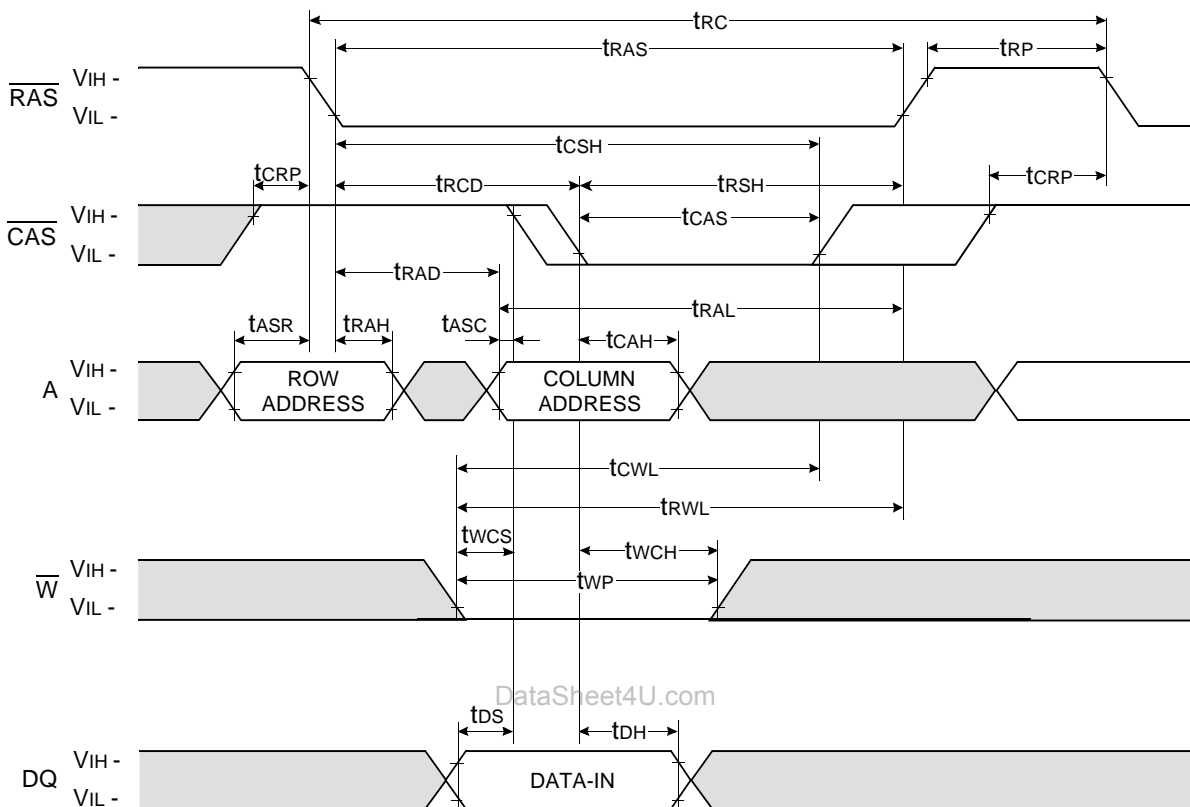 tRC
tRAS
tRP
RAS
VIH -
VIL -
tCSH
tCRP
tRCD
tRSH
tCRP
CAS
VIH -
VIL -
tCAS
tRAD
tRAL
tASR
tRAH
tASC
tCAH
A
VIH -
VIL -
ROW
ADDRESS
COLUMN
ADDRESS
tCWL
tRWL
tWCS
tWCH
tWP
W
VIH -
VIL -
DataSheet4U.com
tDS
tDH
DQ
VIH -
VIL -
DATA-IN